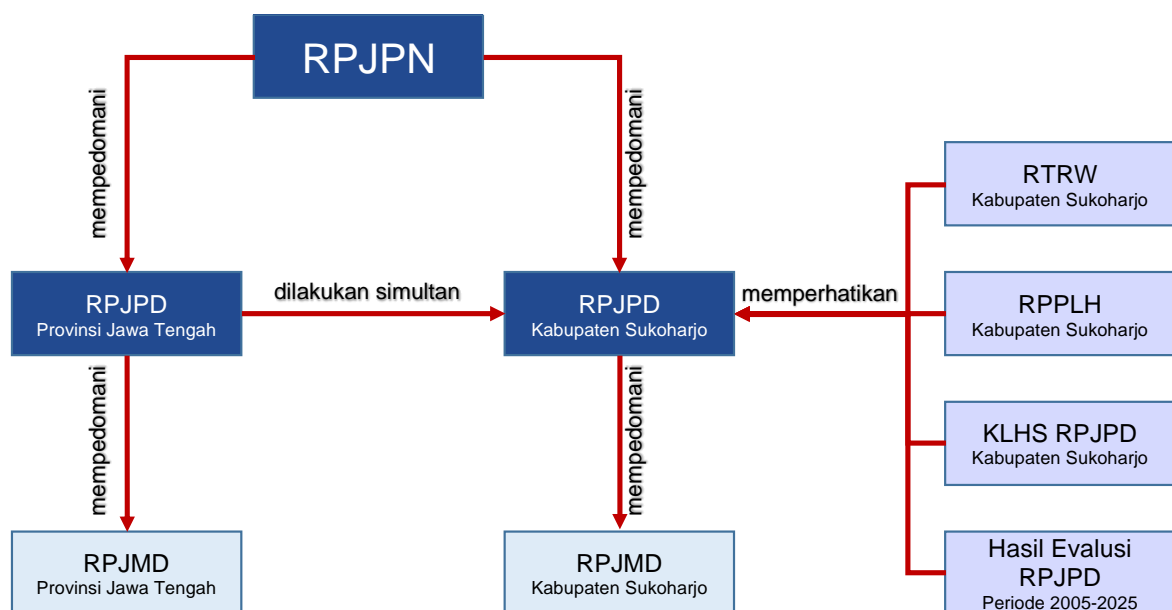 RPJPN
mempedomani
mempedomani
RPJPD
Provinsi Jawa Tengah
dilakukan simultan
RPJPD
Kabupaten Sukoharjo
memperhatikan
RTRW
Kabupaten Sukoharjo
RPPLH
Kabupaten Sukoharjo
KLHS RPJPD
Kabupaten Sukoharjo
Hasil Evalusi
RPJPD
Periode 2005-2025
mempedomani
mempedomani
RPJMD
Provinsi Jawa Tengah
RPJMD
Kabupaten Sukoharjo